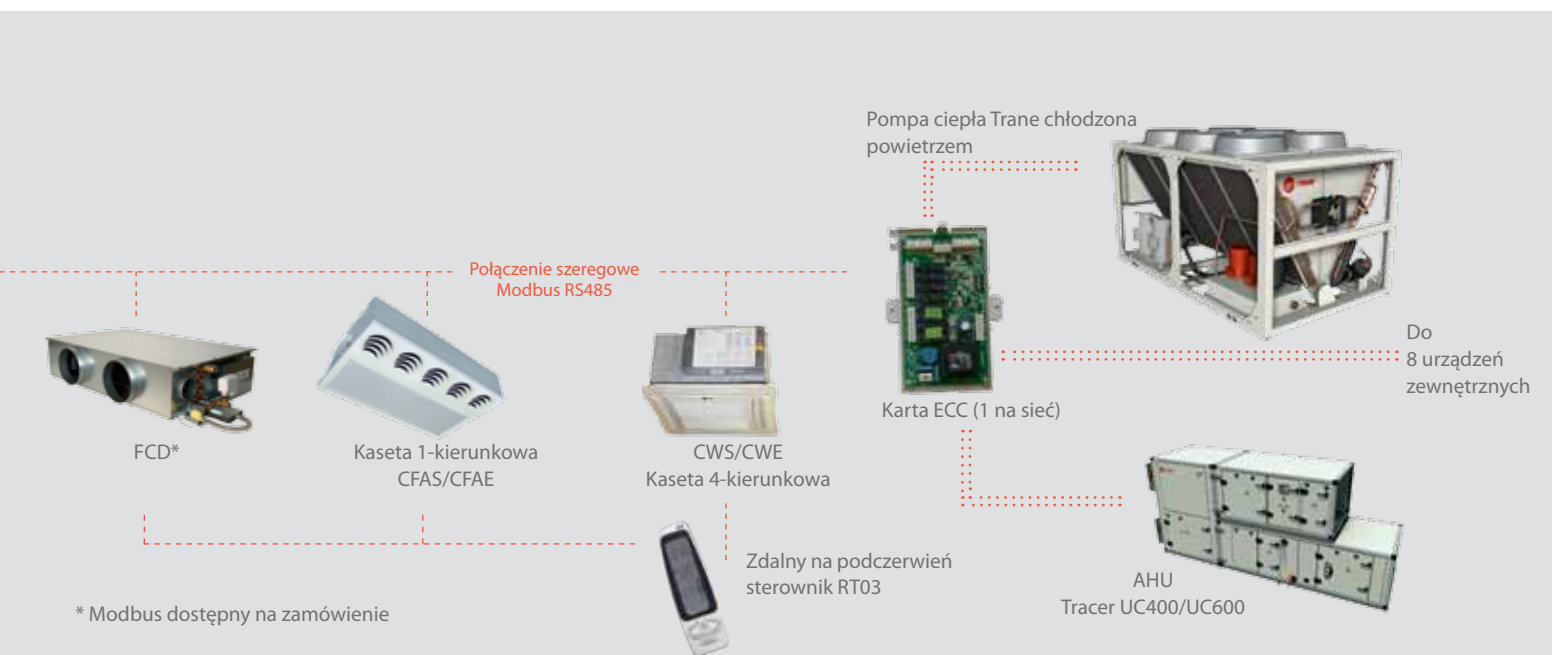 Pompa ciepła Trane chłodzona
powietrzem
Połączenie szeregowe
Modbus RS485
Do
8 urządzeń
zewnętrznych
Karta ECC (1 na sieć)
FCD*
Kaseta 1-kierunkowa
CFAS/CFAE
CWS/CWE
Kaseta 4-kierunkowa
Zdalny na podczerwień
sterownik RT03
AHU
Tracer UC400/UC600
* Modbus dostępny na zamówienie